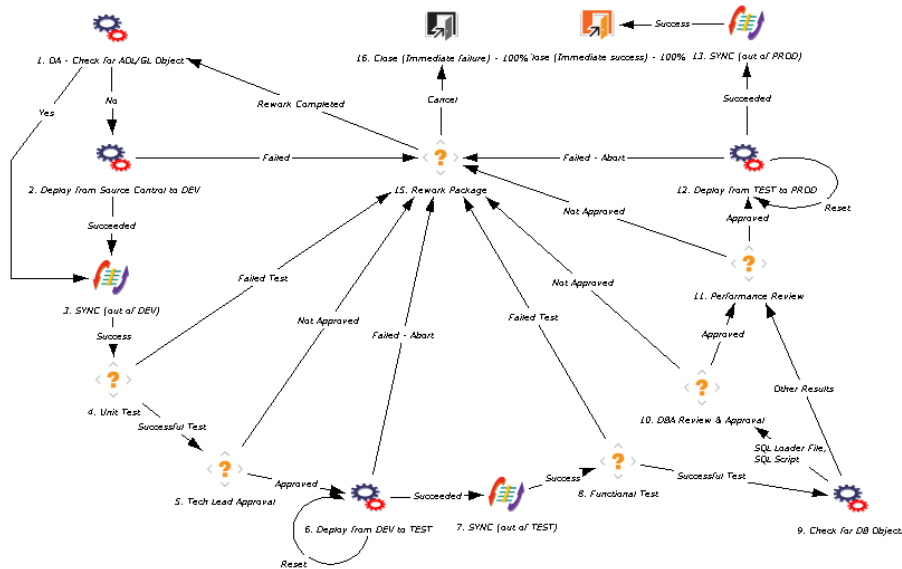 1. OA - Check for AOL/GL Object
16. Close (Immediate failure) - 100%
lose (Immediate success) - 100%
13. SYNC (out of PROD)
Success
Yes
No
Rework Completed
Cancel
Succeeded
Failed
Failed - Abort
2. Deploy from Source Control to DEV
15. Rework Package
12. Deploy from TEST to PROD
Reset
Succeeded
Not Approved
Approved
3. SYNC (out of DEV)
Failed Test
Not Approved
11. Performance Review
Success
Not Approved
Failed Test
Failed - Abort
Approved
4. Unit Test
Other Results
Successful Test
10. DBA Review & Approval
SQL Loader File,
SQL Script
5. Tech Lead Approval
Approved
Succeeded
Success
8. Functional Test
Successful Test
6. Deploy from DEV to TEST
7. SYNC (out of TEST)
9. Check for DB Object
Reset